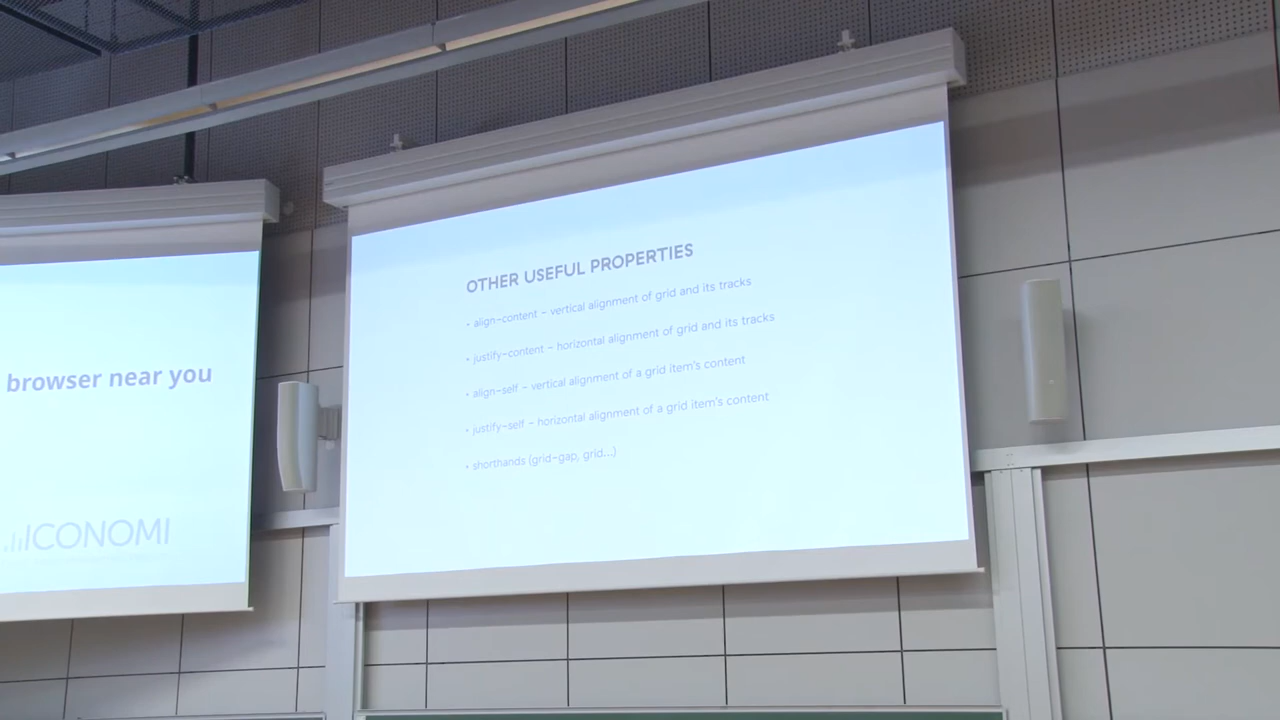 browser near you
ICONOMI
OTHER USEFUL PROPERTIES
• align-content - vertical alignment of grid and its tracks
• justify-content - horizontal alignment of grid and its tracks
• align-self - vertical alignment of a grid item's content
• justify-self - horizontal alignment of a grid item's content
• shorthands (grid-gap, grid...)